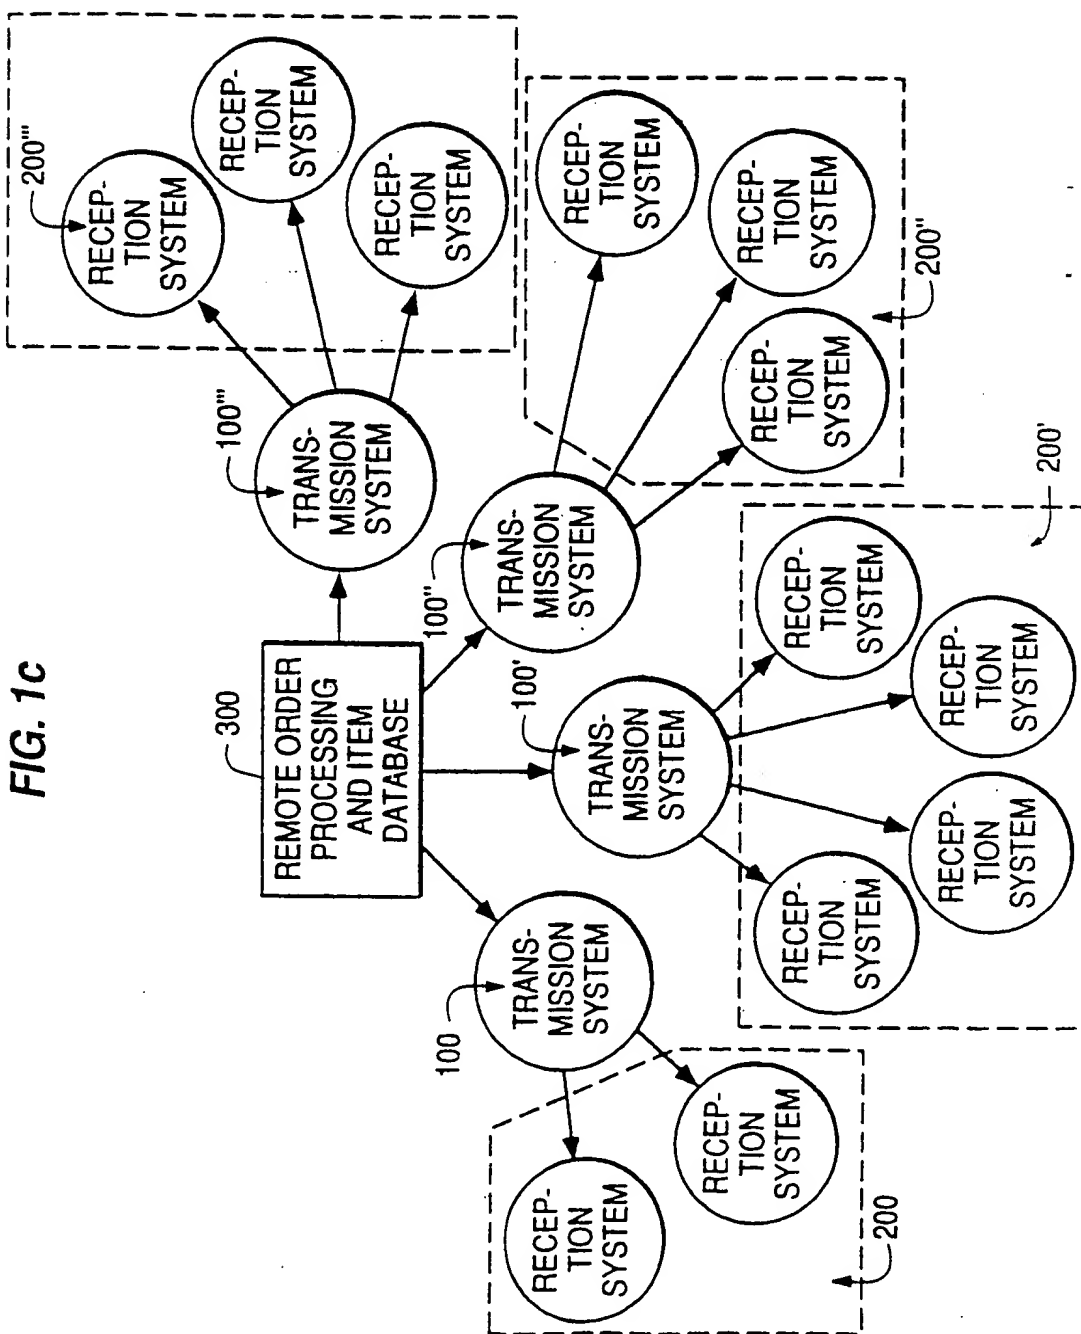 FIG. 1c
300
REMOTE ORDER
PROCESSING
AND ITEM
DATABASE
100
TRANS-
MISSION
SYSTEM
100'
TRANS-
MISSION
SYSTEM
100"
TRANS-
MISSION
SYSTEM
100'''
TRANS-
MISSION
SYSTEM
RECEP-
TION
SYSTEM
RECEP-
TION
SYSTEM
200
RECEP-
TION
SYSTEM
RECEP-
TION
SYSTEM
RECEP-
TION
SYSTEM
RECEP-
TION
SYSTEM
200'
RECEP-
TION
SYSTEM
RECEP-
TION
SYSTEM
RECEP-
TION
SYSTEM
200"
200'''
RECEP-
TION
SYSTEM
RECEP-
TION
SYSTEM
RECEP-
TION
SYSTEM